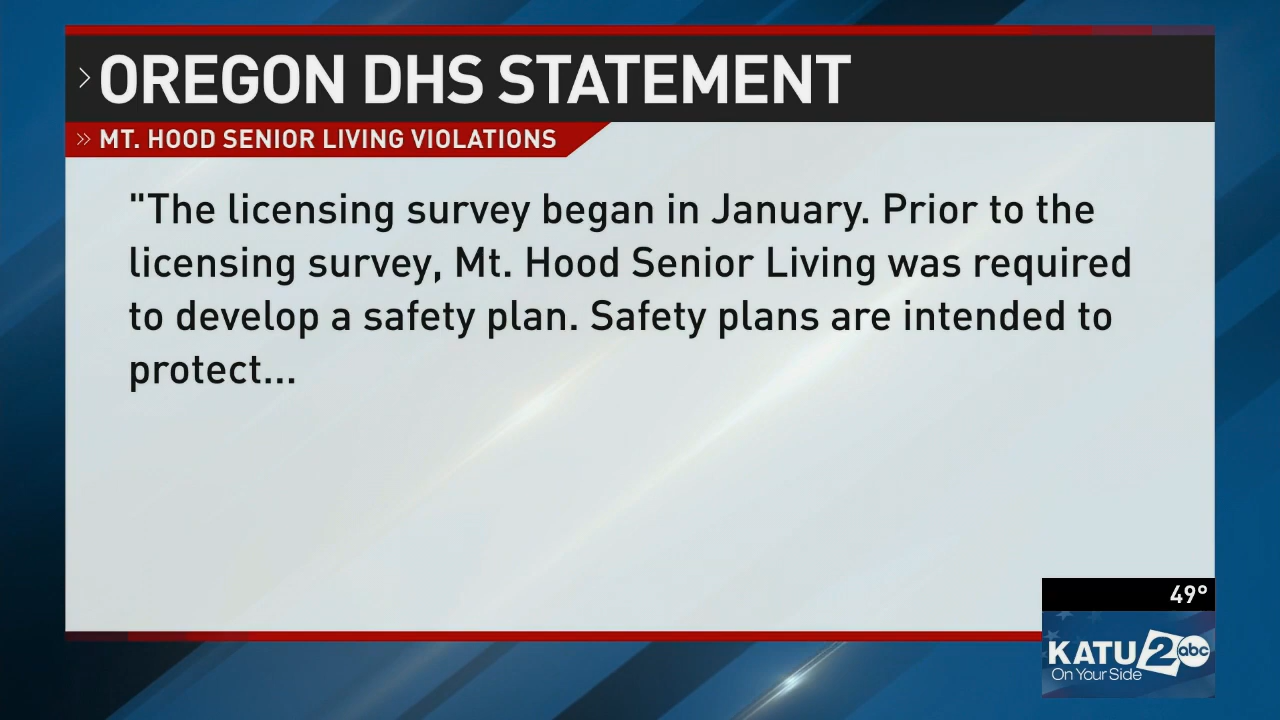 OREGON DHS STATEMENT
MT. HOOD SENIOR LIVING VIOLATIONS
"The licensing survey began in January. Prior to the
licensing survey, Mt. Hood Senior Living was required
to develop a safety plan. Safety plans are intended to
protect...
49°
KATU 2 abc
On Your Side